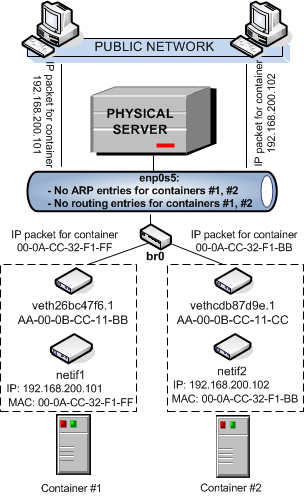 PUBLIC NETWORK
IP packet for container
192.168.200.101
IP packet for container
192.168.200.102
PHYSICAL
SERVER
enp0s5:
- No ARP entries for containers #1, #2
- No routing entries for containers #1, #2
IP packet for container
00-0A-CC-32-F1-FF
IP packet for container
00-0A-CC-32-F1-BB
br0
veth26bc47f6.1
AA-00-0B-CC-11-BB
vethcdb87d9e.1
AA-00-0B-CC-11-CC
netif1
IP: 192.168.200.101
MAC: 00-0A-CC-32-F1-FF
netif2
IP: 192.168.200.102
MAC: 00-0A-CC-32-F1-BB
Container #1
Container #2